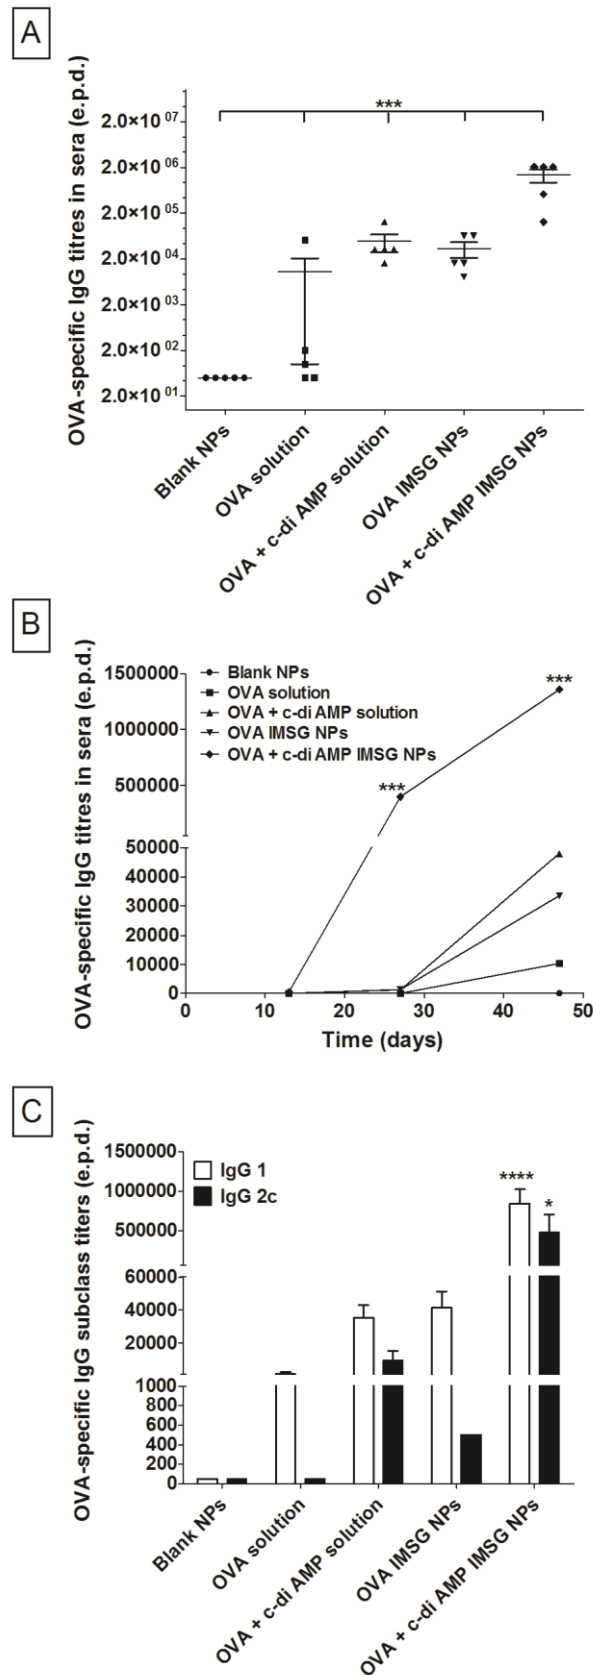 A
OVA-specific IgG titres in sera (e.p.d.)
***
2.0×10 07
2.0×10 06
2.0×10 05
2.0×10 04
2.0×10 03
2.0×10 02
2.0×10 01
Blank NPs
OVA solution
OVA + c-di AMP solution
OVA IMSG NPs
OVA + c-di AMP IMSG NPs
B
OVA-specific IgG titres in sera (e.p.d.)
1500000
1000000
500000
50000
40000
30000
20000
10000
0
Blank NPs
OVA solution
OVA + c-di AMP solution
OVA IMSG NPs
OVA + c-di AMP IMSG NPs
***
***
0
10
20
30
40
50
Time (days)
C
OVA-specific IgG subclass titers (e.p.d.)
1500000
1000000
500000
60000
40000
20000
1000
800
600
400
200
0
IgG 1
IgG 2c
****
*
Blank NPs
OVA solution
OVA + c-di AMP solution
OVA IMSG NPs
OVA + c-di AMP IMSG NPs